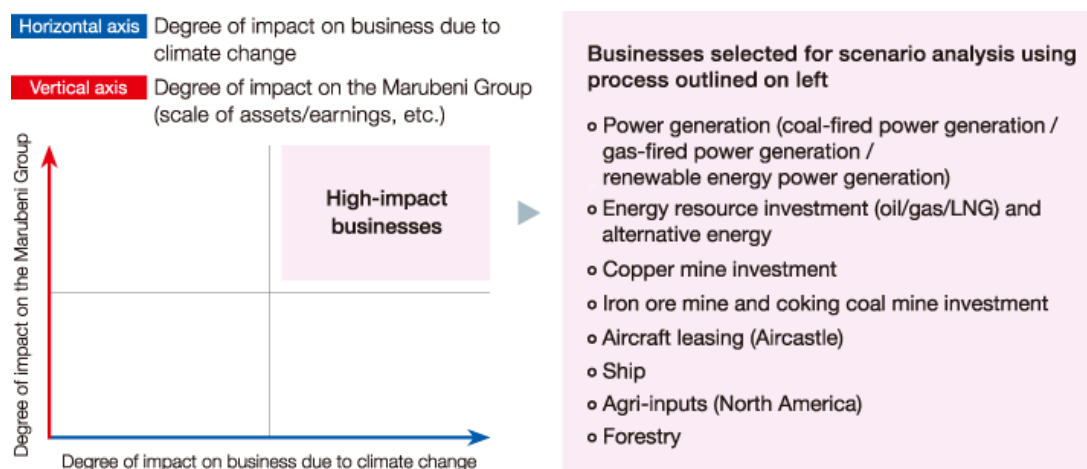 Horizontal axis Degree of impact on business due to
climate change
Vertical axis Degree of impact on the Marubeni Group
(scale of assets/earnings, etc.)
Degree of impact on the Marubeni Group
High-impact
businesses
Degree of impact on business due to climate change
Businesses selected for scenario analysis using
process outlined on left
Power generation (coal-fired power generation /
gas-fired power generation /
renewable energy power generation)
Energy resource investment (oil/gas/LNG) and
alternative energy
Copper mine investment
Iron ore mine and coking coal mine investment
Aircraft leasing (Aircastle)
Ship
Agri-inputs (North America)
Forestry